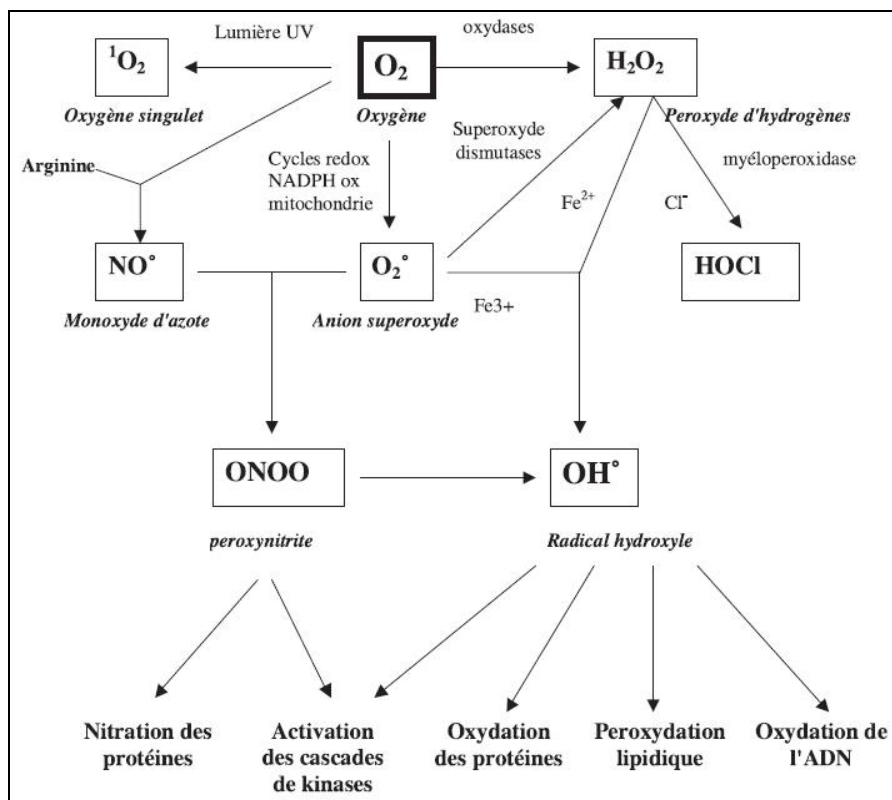 Lumière UV
oxydases
¹O₂
O₂
H₂O₂
Oxygène singulet
Oxygène
Peroxyde d'hydrogènes
Arginine
Cycles redox
NADPH ox
mitochondrie
Superoxyde
dismutases
myéloperoxidase
Fe²⁺
Cl⁻
NO°
O₂°
HOCl
Monoxyde d'azote
Anion superoxyde
Fe3+
ONOO
OH°
peroxynitrite
Radical hydroxyle
Nitration des
protéines
Activation
des cascades
de kinases
Oxydation
des protéines
Peroxydation
lipidique
Oxydation de
l'ADN